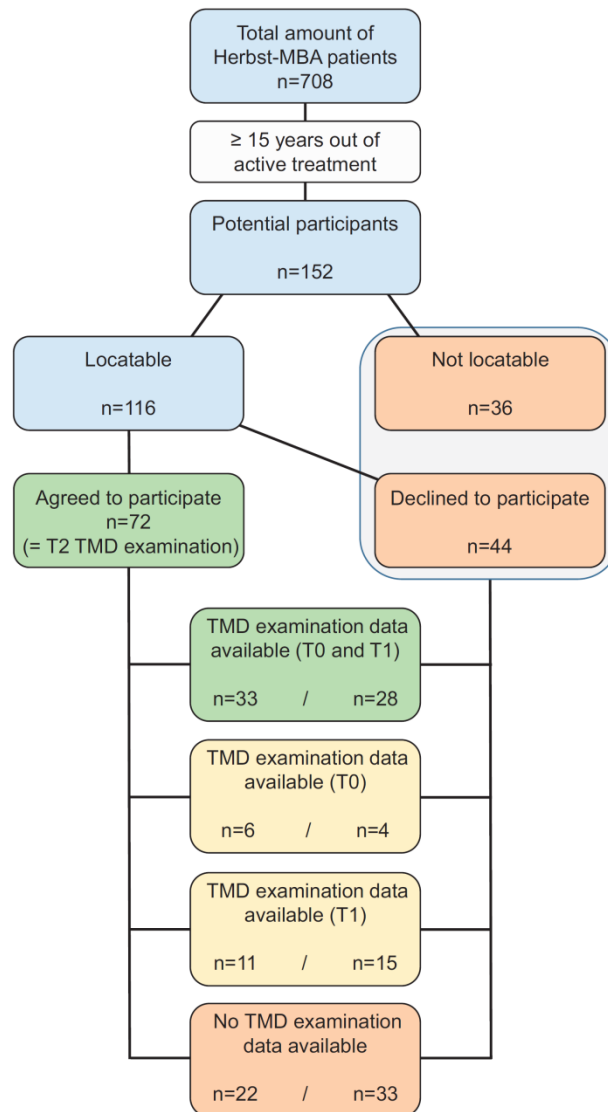 Total amount of
Herbst-MBA patients
n=708
≥ 15 years out of
active treatment
Potential participants
n=152
Locatable
n=116
Not locatable
n=36
Agreed to participate
n=72
(= T2 TMD examination)
Declined to participate
n=44
TMD examination data
available (T0 and T1)
n=33 / n=28
TMD examination data
available (T0)
n=6 / n=4
TMD examination data
available (T1)
n=11 / n=15
No TMD examination
data available
n=22 / n=33